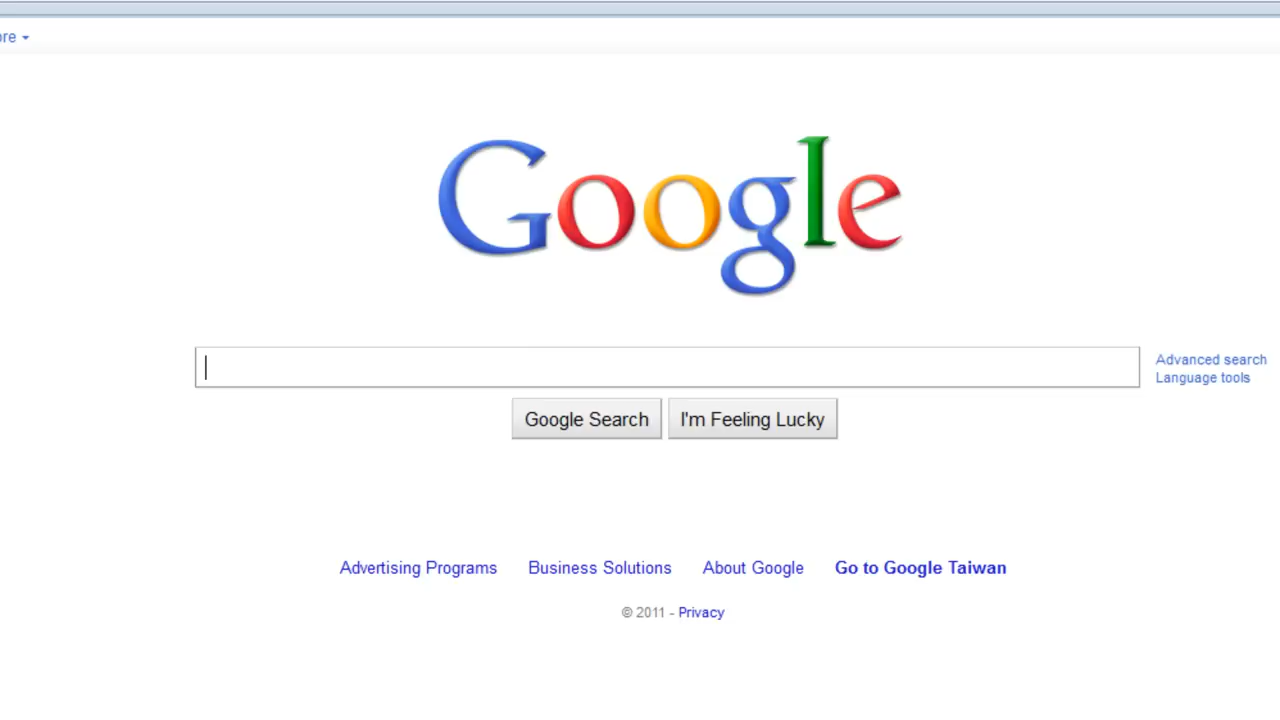 Google
Advanced search
Language tools
Google Search I'm Feeling Lucky
Advertising Programs Business Solutions About Google Go to Google Taiwan
© 2011 - Privacy